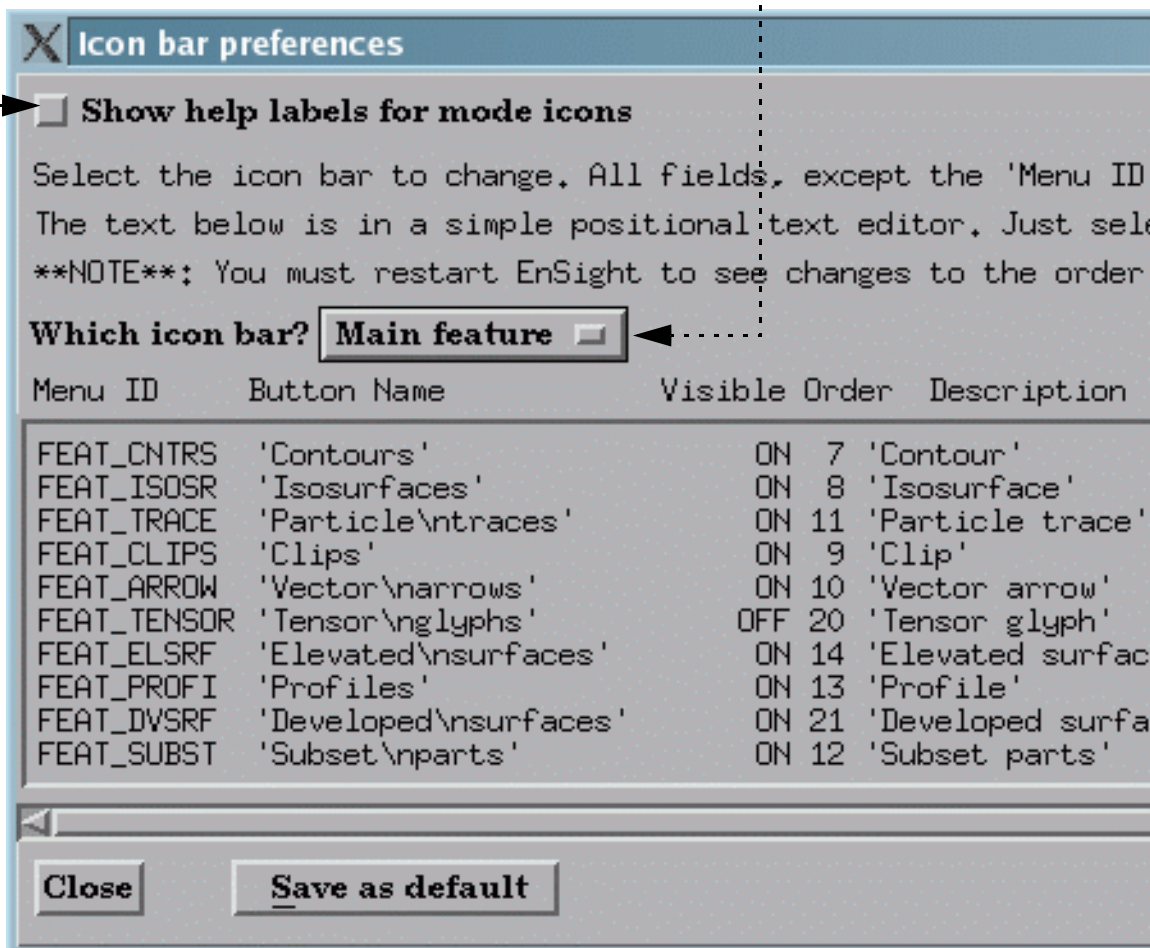 Icon bar preferences
Show help labels for mode icons
Select the icon bar to change. All fields, except the 'Menu ID
The text below is in a simple positional text editor. Just sele
**NOTE**: You must restart EnSight to see changes to the order
Which icon bar? Main feature
Menu ID Button Name Visible Order Description
FEAT_CNTRS 'Contours' ON 7 'Contour'
FEAT_ISOSR 'Isosurfaces' ON 8 'Isosurface'
FEAT_TRACE 'Particle\ntraces' ON 11 'Particle trace'
FEAT_CLIPS 'Clips' ON 9 'Clip'
FEAT_ARROW 'Vector\narrows' ON 10 'Vector arrow'
FEAT_TENSOR 'Tensor\nglyphs' OFF 20 'Tensor glyph'
FEAT_ELSRF 'Elevated\nsurfaces' ON 14 'Elevated surfac
FEAT_PROFI 'Profiles' ON 13 'Profile'
FEAT_DVSRF 'Developed\nsurfaces' ON 21 'Developed surfa
FEAT_SUBST 'Subset\nparts' ON 12 'Subset parts'
Close Save as default